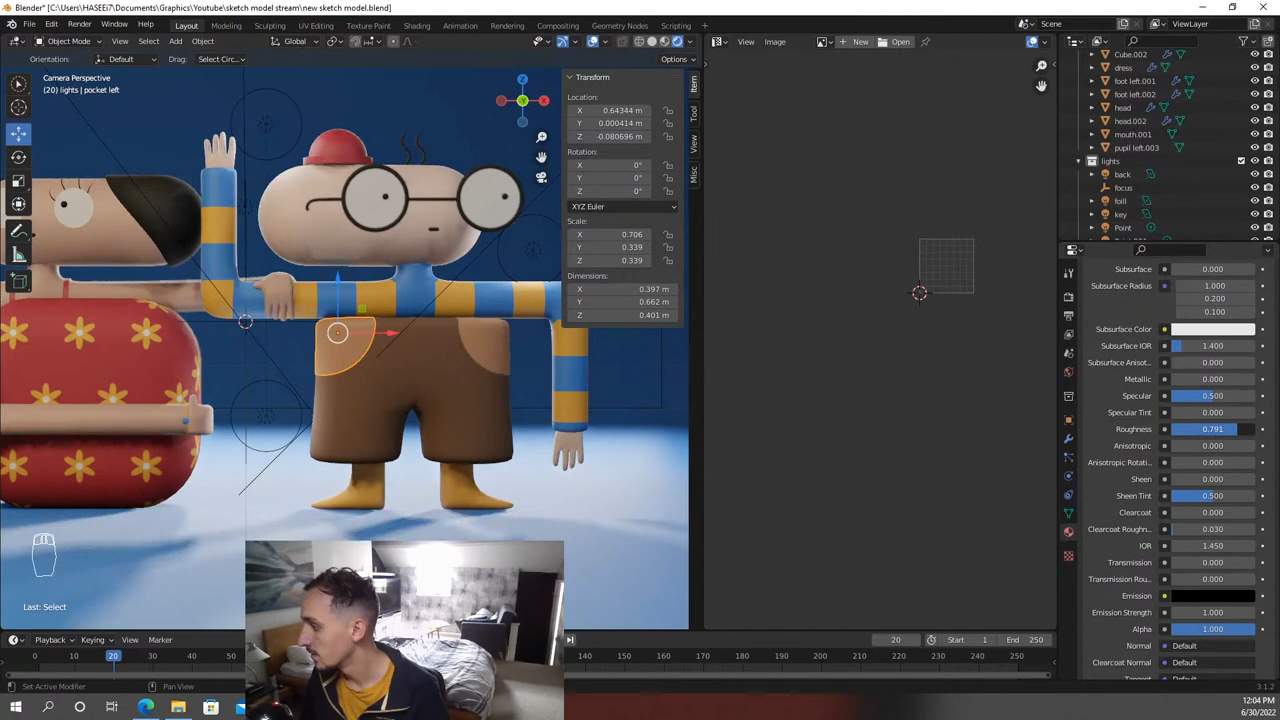 Blender* [C:\Users\HASEEi7\Documents\Graphics\Youtube\sketch model stream\new sketch model.blend]
File Edit Render Window Help Layout Modeling Sculpting UV Editing Texture Paint Shading Animation Rendering Compositing Geometry Nodes Scripting Scene ViewLayer
Object Mode View Select Add Object Global View Image New Open
Orientation: Default Drag: Select Circ... Options
Camera Perspective
(20) lights | pocket left
Transform
Location:
X 0.64344 m
Y 0.000414 m
Z -0.080696 m
Rotation:
X 0°
Y 0°
Z 0°
XYZ Euler
Scale:
X 0.706
Y 0.339
Z 0.339
Dimensions:
X 0.397 m
Y 0.662 m
Z 0.401 m
Item
Tool
View
Misc
Z
Y
X
Last: Select
Cube.002
dress
foot left.001
foot left.002
head
head.002
mouth.001
pupil left.003
lights
back
focus
foill
key
Point
Subsurface 0.000
Subsurface Radius 1.000
0.200
0.100
Subsurface Color
Subsurface IOR 1.400
Subsurface Anisot... 0.000
Metallic 0.000
Specular 0.500
Specular Tint 0.000
Roughness 0.791
Anisotropic 0.000
Anisotropic Rotati... 0.000
Sheen 0.000
Sheen Tint 0.500
Clearcoat 0.000
Clearcoat Roughn... 0.030
IOR 1.450
Transmission 0.000
Transmission Rou... 0.000
Emission
Emission Strength 1.000
Alpha 1.000
Normal Default
Clearcoat Normal Default
Tangent Default
Playback Keying View Marker 20 Start 1 End 250
0 10 20 30 40 50 130 140 150 160 170 180 190 200 210 220 230 240 250
Set Active Modifier Pan View 3.1.2
12:04 PM
6/30/2022